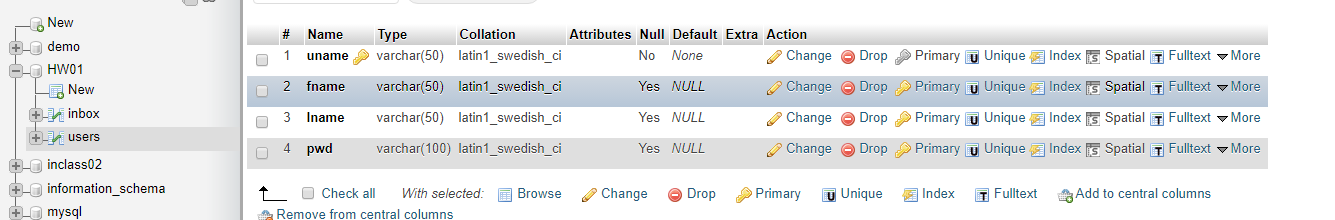 New
demo
HW01
New
inbox
users
inclass02
information_schema
mysql
# Name Type Collation Attributes Null Default Extra Action
1 uname varchar(50) latin1_swedish_ci No None Change Drop Primary Unique Index Spatial Fulltext More
2 fname varchar(50) latin1_swedish_ci Yes NULL Change Drop Primary Unique Index Spatial Fulltext More
3 lname varchar(50) latin1_swedish_ci Yes NULL Change Drop Primary Unique Index Spatial Fulltext More
4 pwd varchar(100) latin1_swedish_ci Yes NULL Change Drop Primary Unique Index Spatial Fulltext More
Check all With selected: Browse Change Drop Primary Unique Index Fulltext Add to central columns
Remove from central columns